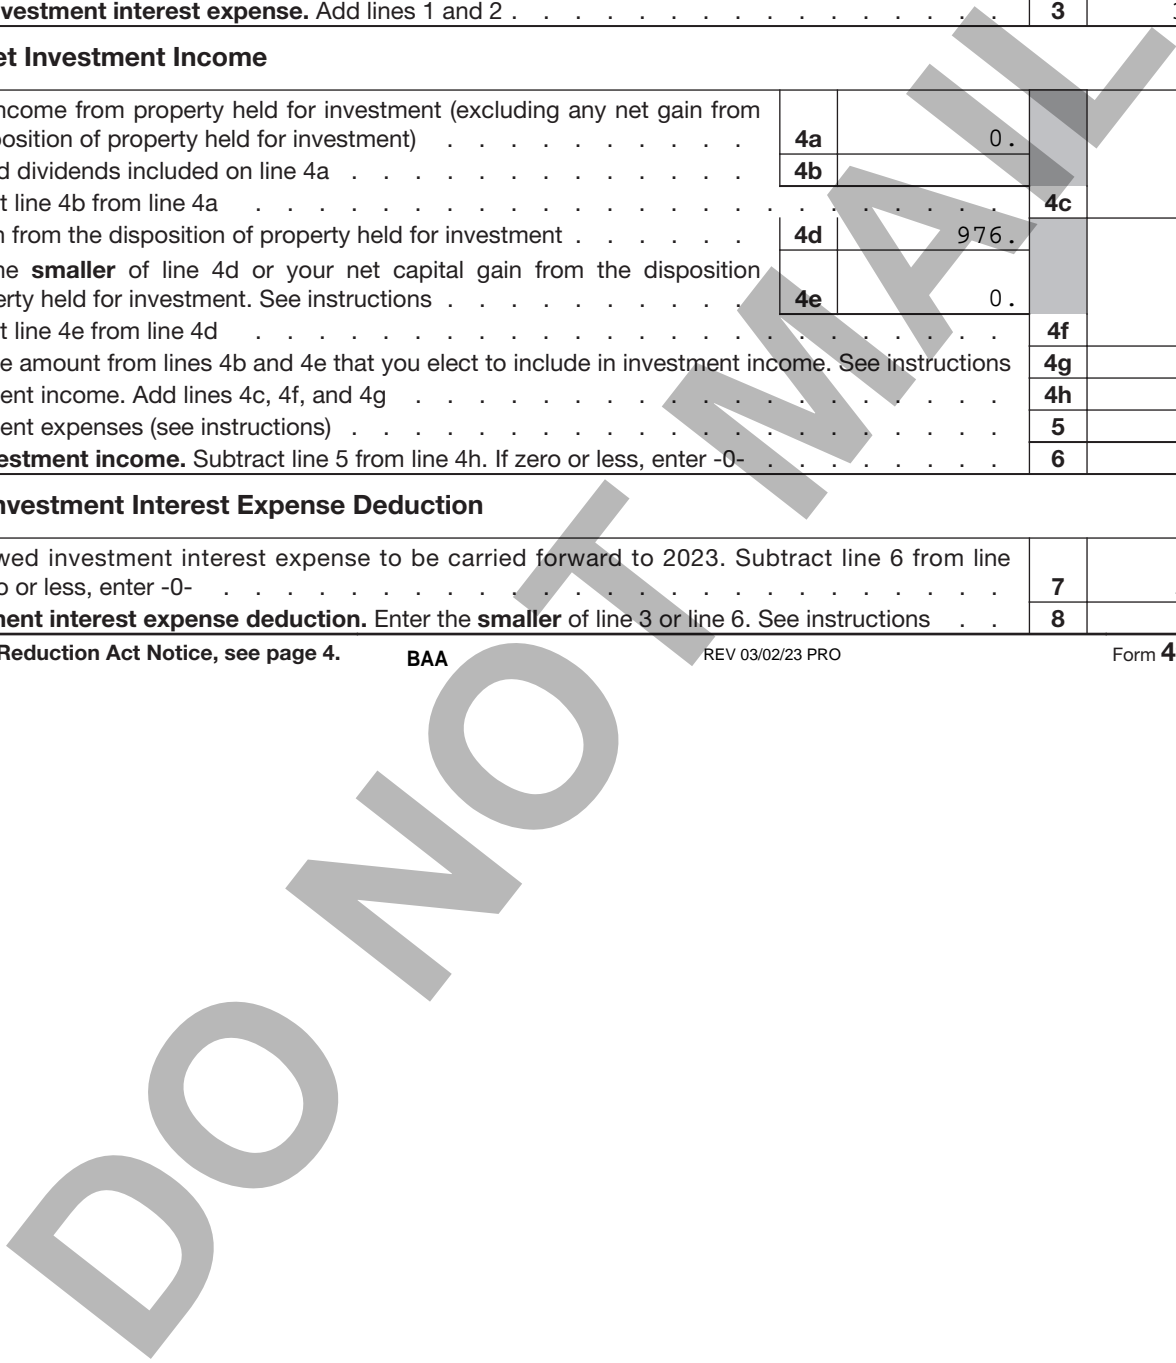 vestment interest expense. Add lines 1 and 2 . . . . . . . . . . . . . . . . 3
et Investment Income
ncome from property held for investment (excluding any net gain from
position of property held for investment) . . . . . . . . . . 4a 0.
d dividends included on line 4a . . . . . . . . . . . . . 4b
t line 4b from line 4a . . . . . . . . . . . . . . . . . . . . . . . . 4c
n from the disposition of property held for investment . . . . . . 4d 976.
ne smaller of line 4d or your net capital gain from the disposition
erty held for investment. See instructions . . . . . . . . . . 4e 0.
t line 4e from line 4d . . . . . . . . . . . . . . . . . . . . . . . . 4f
e amount from lines 4b and 4e that you elect to include in investment income. See instructions 4g
ent income. Add lines 4c, 4f, and 4g . . . . . . . . . . . . . . . . . . . 4h
ent expenses (see instructions) . . . . . . . . . . . . . . . . . . . . . 5
estment income. Subtract line 5 from line 4h. If zero or less, enter -0- . . . . . . . . 6
nvestment Interest Expense Deduction
wed investment interest expense to be carried forward to 2023. Subtract line 6 from line
o or less, enter -0- . . . . . . . . . . . . . . . . . . . . . . . . . 7
ment interest expense deduction. Enter the smaller of line 3 or line 6. See instructions . . 8
Reduction Act Notice, see page 4. BAA REV 03/02/23 PRO Form 4
DO NOT MAIL